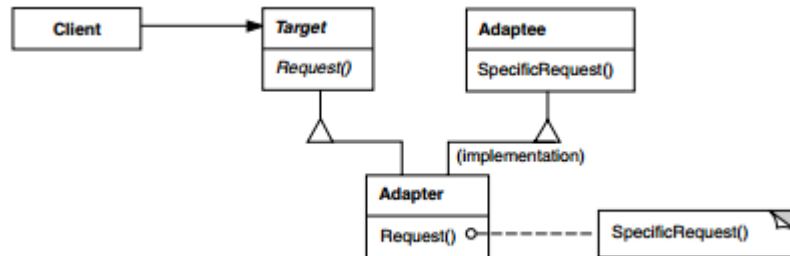 Client
Target
Request()
Adaptee
SpecificRequest()
(implementation)
Adapter
Request()
SpecificRequest()